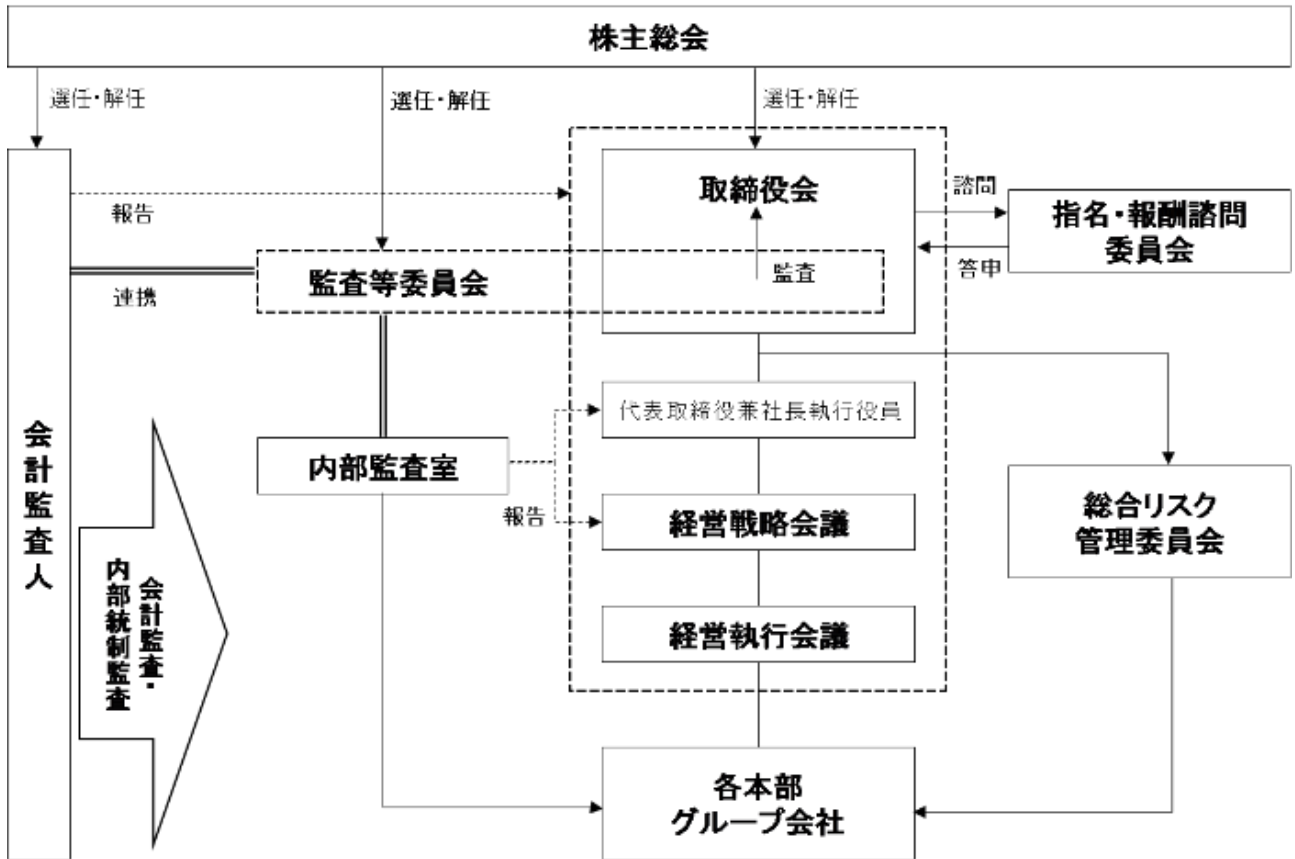 株主総会
選任・解任
選任・解任
選任・解任
取締役会
諮問
指名・報酬諮問
委員会
報告
答申
監査
監査等委員会
連携
代表取締役兼社長執行役員
会計監査人
内部監査室
経営戦略会議
総合リスク
管理委員会
報告
会計監査・
内部統制監査
経営執行会議
各本部
グループ会社